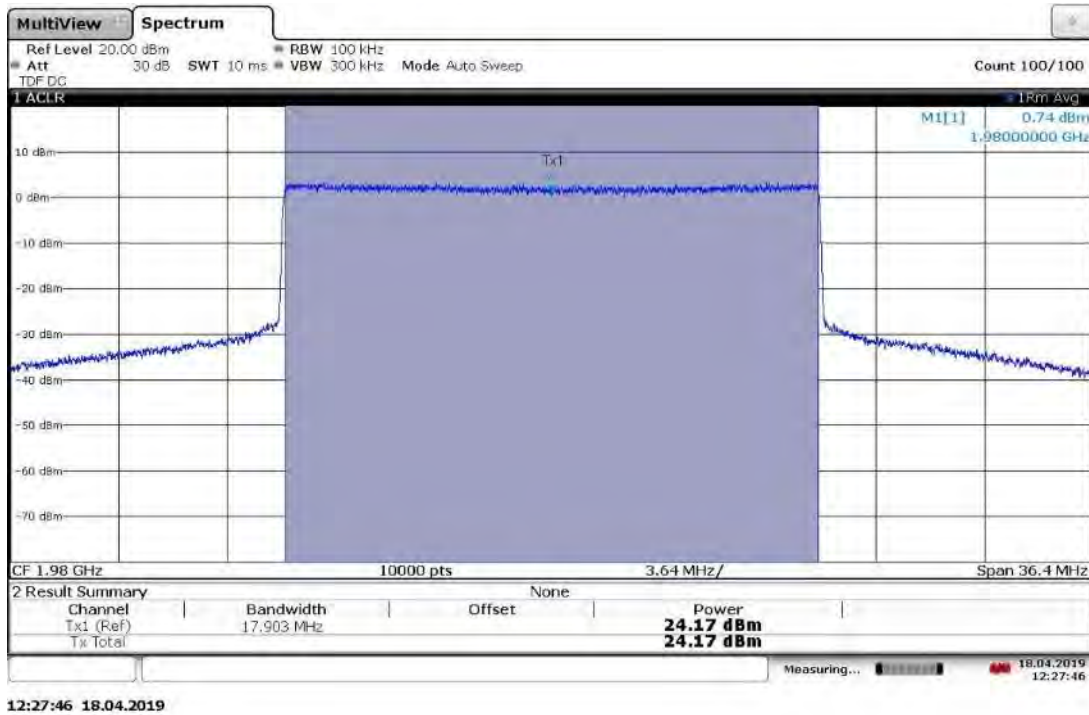 MultiView Spectrum
Ref Level 20.00 dBm RBW 100 kHz
Att 30 dB SWT 10 ms VBW 300 kHz Mode Auto Sweep Count 100/100
TDF DC
1 ACLR 1Rm Avg
M1[1] 0.74 dBm
1.98000000 GHz
10 dBm
Tx1
0 dBm
-10 dBm
-20 dBm
-30 dBm
-40 dBm
-50 dBm
-60 dBm
-70 dBm
CF 1.98 GHz 10000 pts 3.64 MHz/ Span 36.4 MHz
2 Result Summary None
Channel Bandwidth Offset Power
Tx1 (Ref) 17.903 MHz 24.17 dBm
Tx Total 24.17 dBm
Measuring... 18.04.2019
12:27:46
12:27:46 18.04.2019